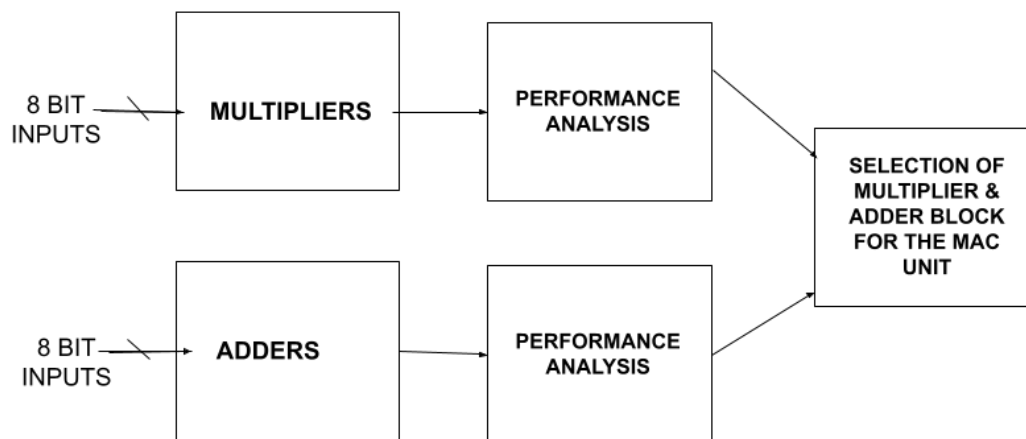 8 BIT
INPUTS
MULTIPLIERS
PERFORMANCE
ANALYSIS
SELECTION OF
MULTIPLIER &
ADDER BLOCK
FOR THE MAC
UNIT
8 BIT
INPUTS
ADDERS
PERFORMANCE
ANALYSIS